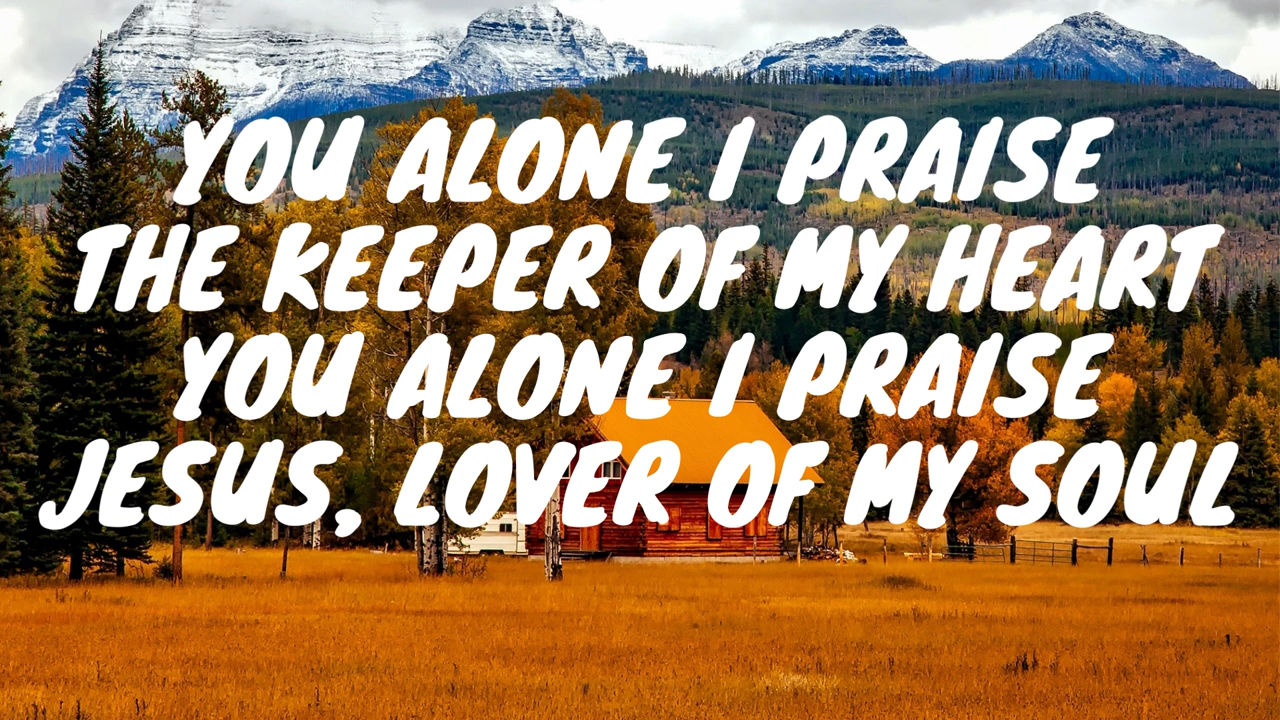 YOU ALONE I PRAISE
THE KEEPER OF MY HEART
YOU ALONE I PRAISE
JESUS, LOVER OF MY SOUL